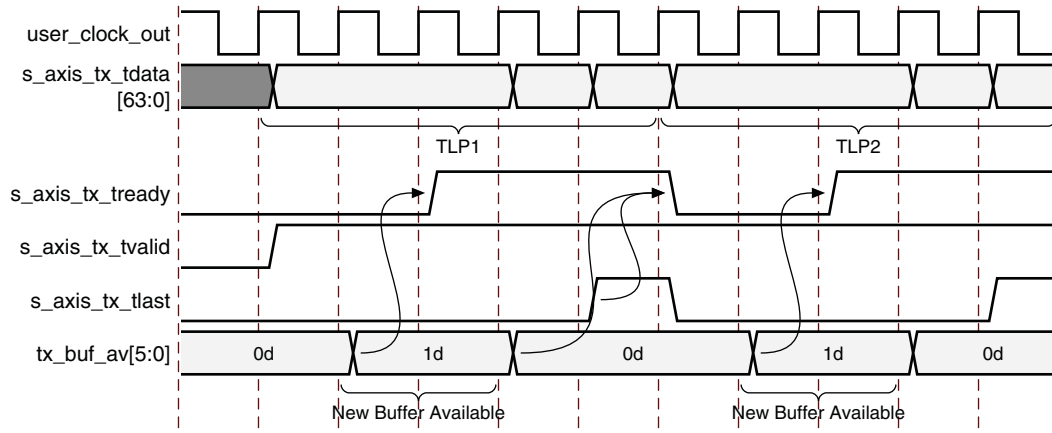 user_clock_out
s_axis_tx_tdata
[63:0]
TLP1
TLP2
s_axis_tx_tready
s_axis_tx_tvalid
s_axis_tx_tlast
tx_buf_av[5:0]
0d
1d
0d
1d
0d
New Buffer Available
New Buffer Available